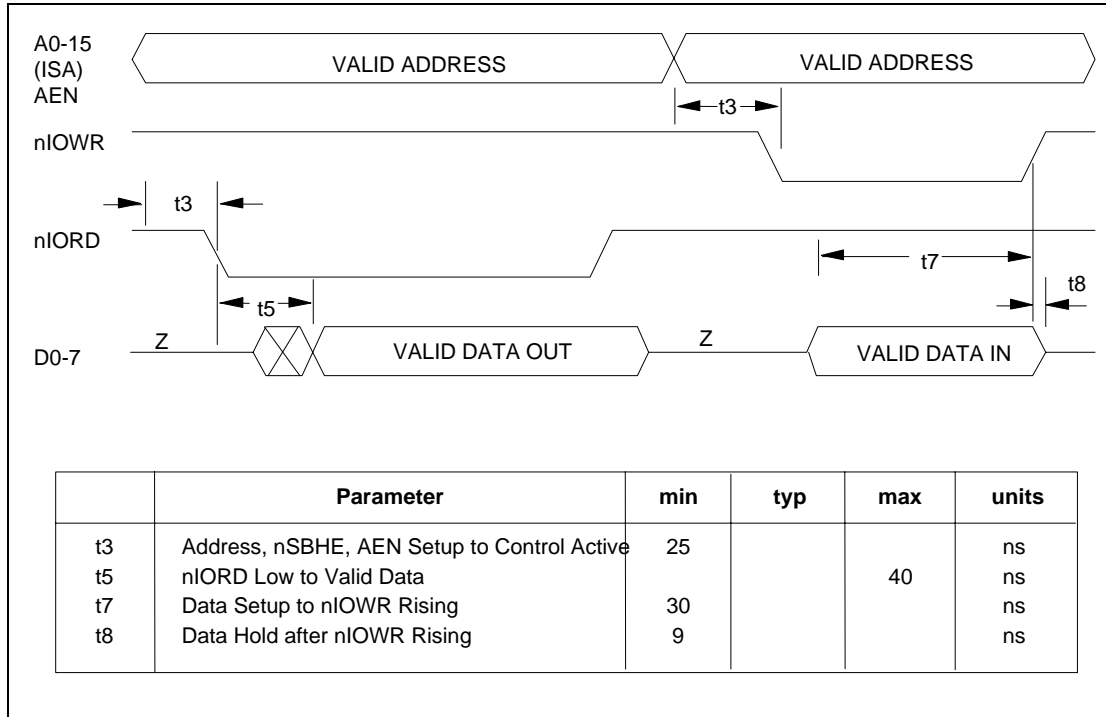 A0-15
(ISA)
AEN
VALID ADDRESS
VALID ADDRESS
t3
nIOWR
t3
nIORD
t7
t8
t5
Z
Z
D0-7
VALID DATA OUT
VALID DATA IN
Parameter min typ max units
t3 Address, nSBHE, AEN Setup to Control Active 25 ns
t5 nIORD Low to Valid Data 40 ns
t7 Data Setup to nIOWR Rising 30 ns
t8 Data Hold after nIOWR Rising 9 ns